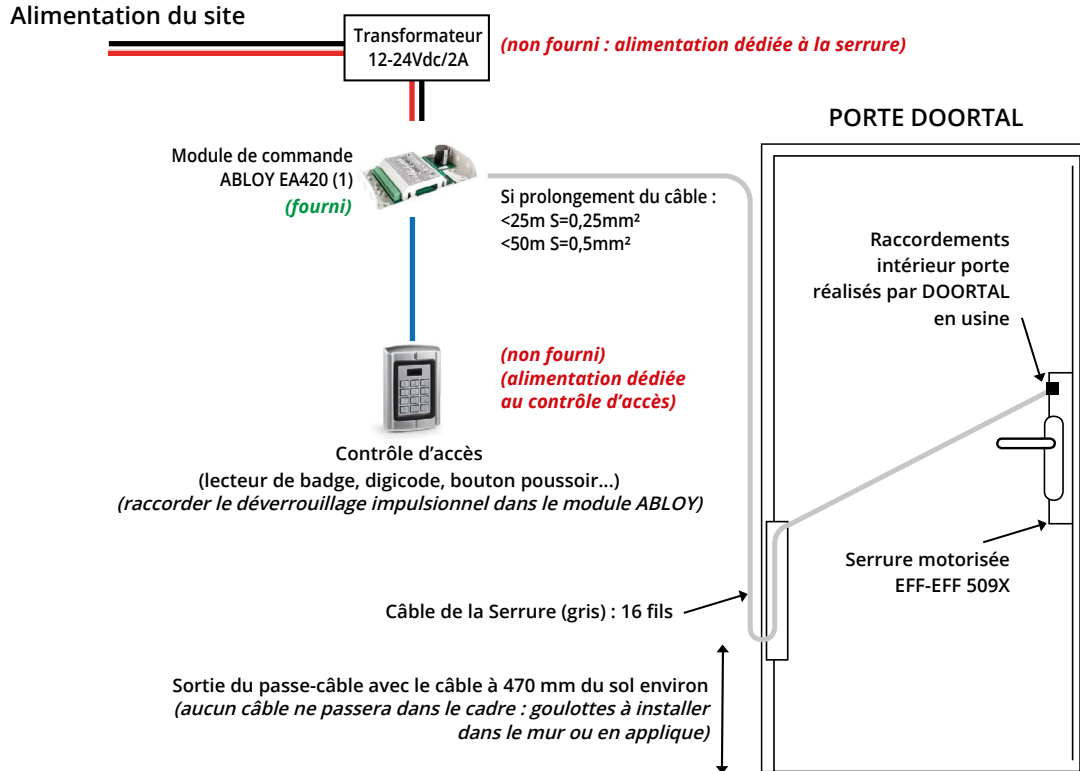 Alimentation du site
Transformateur
12-24Vdc/2A
(non fourni : alimentation dédiée à la serrure)
PORTE DOORTAL
Module de commande
ABLOY EA420 (1)
(fourni)
Si prolongement du câble :
<25m S=0,25mm²
<50m S=0,5mm²
Raccordements
intérieur porte
réalisés par DOORTAL
en usine
(non fourni)
(alimentation dédiée
au contrôle d’accès)
Contrôle d’accès
(lecteur de badge, digicode, bouton poussoir...)
(raccorder le déverrouillage impulsionnel dans le module ABLOY)
Serrure motorisée
EFF-EFF 509X
Câble de la Serrure (gris) : 16 fils
Sortie du passe-câble avec le câble à 470 mm du sol environ
(aucun câble ne passera dans le cadre : goulottes à installer
dans le mur ou en applique)